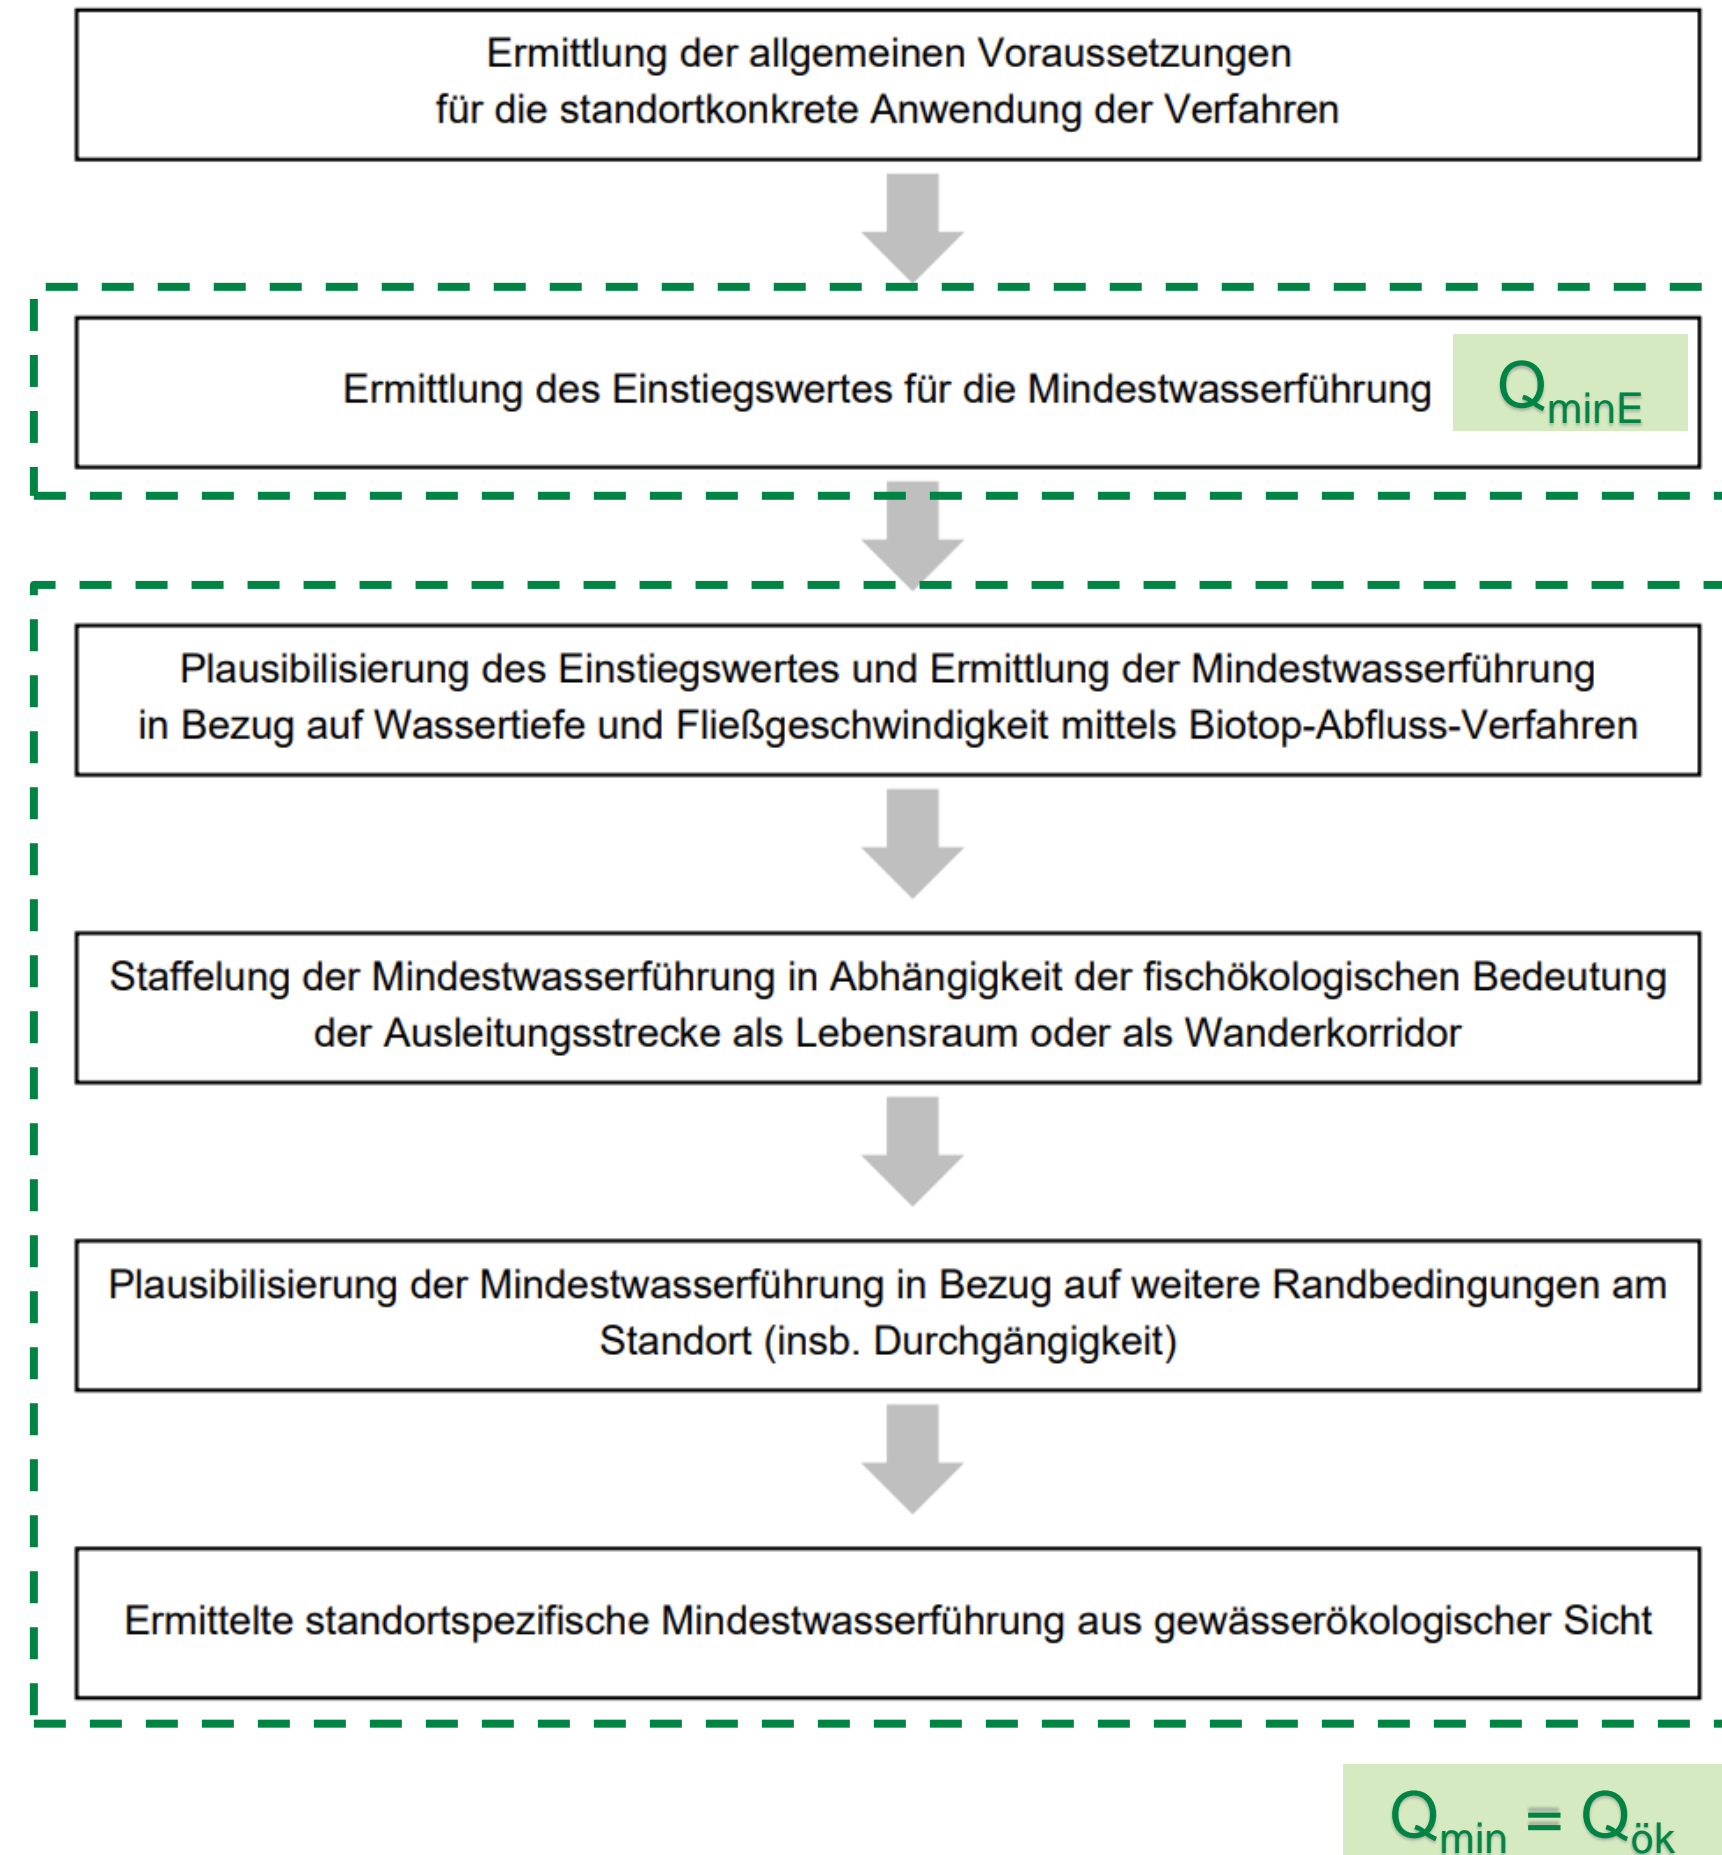 Ermittlung der allgemeinen Voraussetzungen
für die standortkonkrete Anwendung der Verfahren
Ermittlung des Einstiegswertes für die Mindestwasserführung
QminE
Plausibilisierung des Einstiegswertes und Ermittlung der Mindestwasserführung
in Bezug auf Wassertiefe und Fließgeschwindigkeit mittels Biotop-Abfluss-Verfahren
Staffelung der Mindestwasserführung in Abhängigkeit der fischökologischen Bedeutung
der Ausleitungsstrecke als Lebensraum oder als Wanderkorridor
Plausibilisierung der Mindestwasserführung in Bezug auf weitere Randbedingungen am
Standort (insb. Durchgängigkeit)
Ermittelte standortspezifische Mindestwasserführung aus gewässerökologischer Sicht
Qmin = Qök